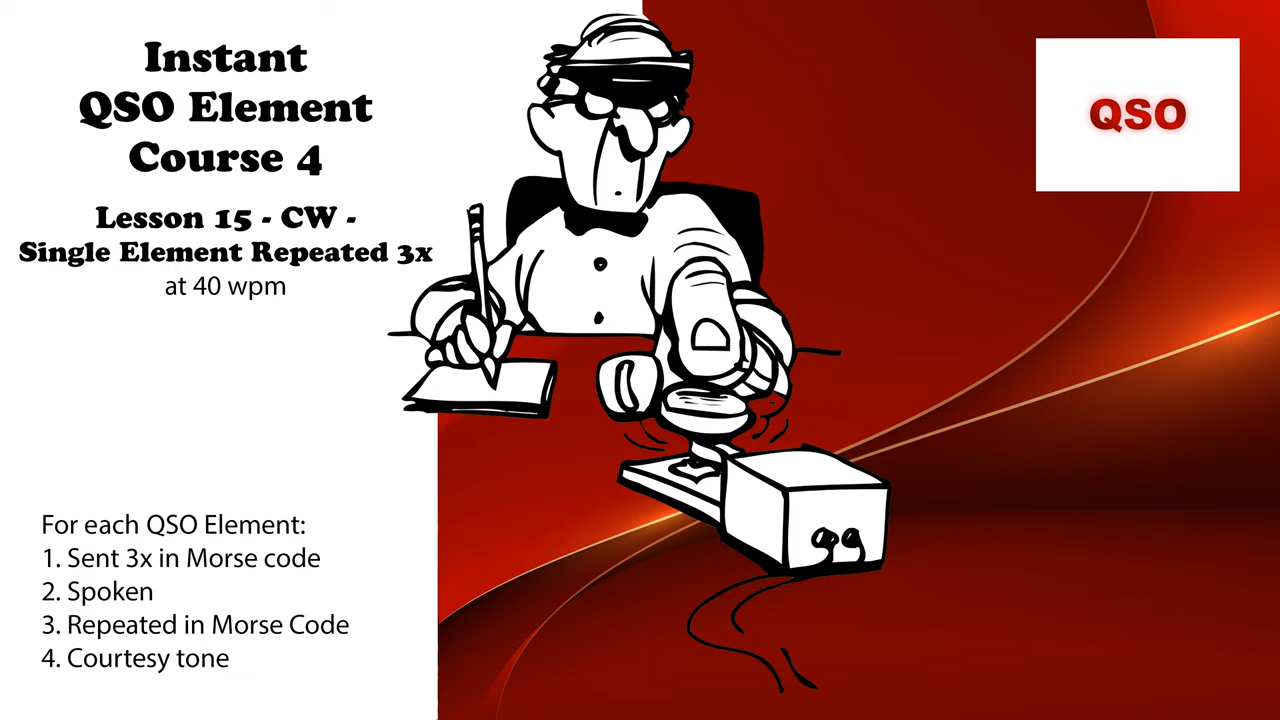 Instant
QSO Element
Course 4
Lesson 15 - CW -
Single Element Repeated 3x
at 40 wpm
QSO
For each QSO Element:
1. Sent 3x in Morse code
2. Spoken
3. Repeated in Morse Code
4. Courtesy tone